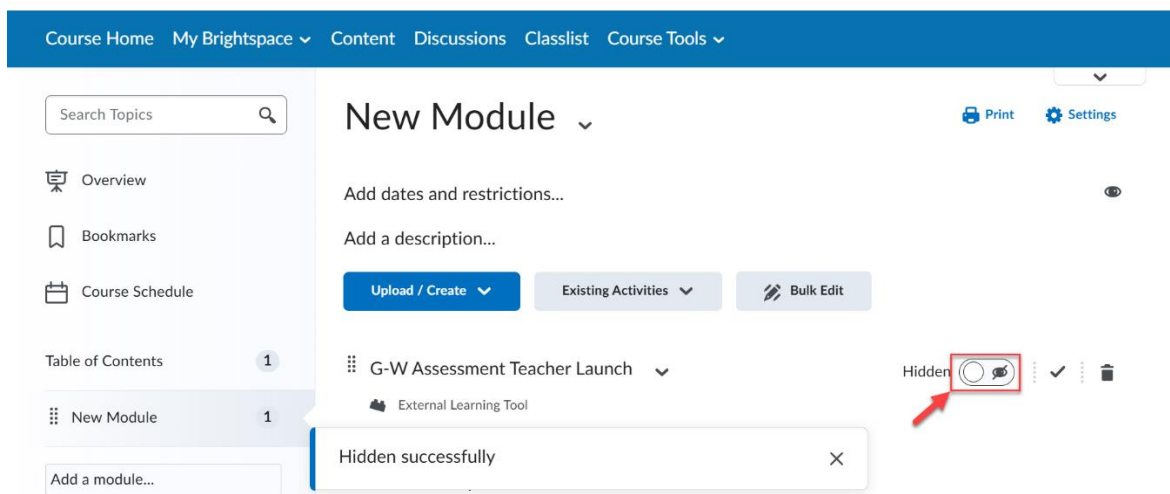 Course Home My Brightspace Content Discussions Classlist Course Tools
Search Topics
Overview
Bookmarks
Course Schedule
Table of Contents 1
New Module 1
Add a module...
New Module
Print Settings
Add dates and restrictions...
Add a description...
Upload / Create Existing Activities Bulk Edit
G-W Assessment Teacher Launch Hidden
External Learning Tool
Hidden successfully